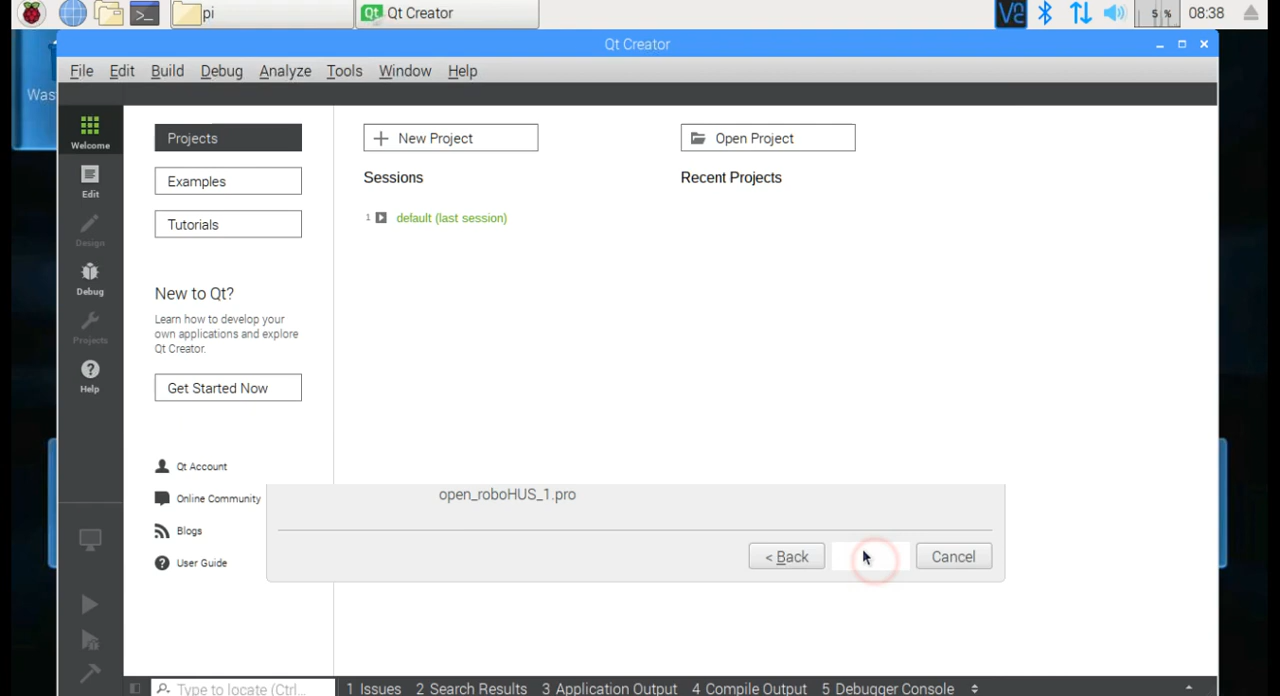 pi
Qt Creator
5 %
08:38
Was
Qt Creator
File Edit Build Debug Analyze Tools Window Help
Welcome
Edit
Design
Debug
Projects
Help
Projects
Examples
Tutorials
New to Qt?
Learn how to develop your
own applications and explore
Qt Creator.
Get Started Now
Qt Account
Online Community
Blogs
User Guide
New Project
Sessions
1 default (last session)
Open Project
Recent Projects
open_roboHUS_1.pro
< Back
Cancel
Type to locate (Ctrl...
1 Issues 2 Search Results 3 Application Output 4 Compile Output 5 Debugger Console